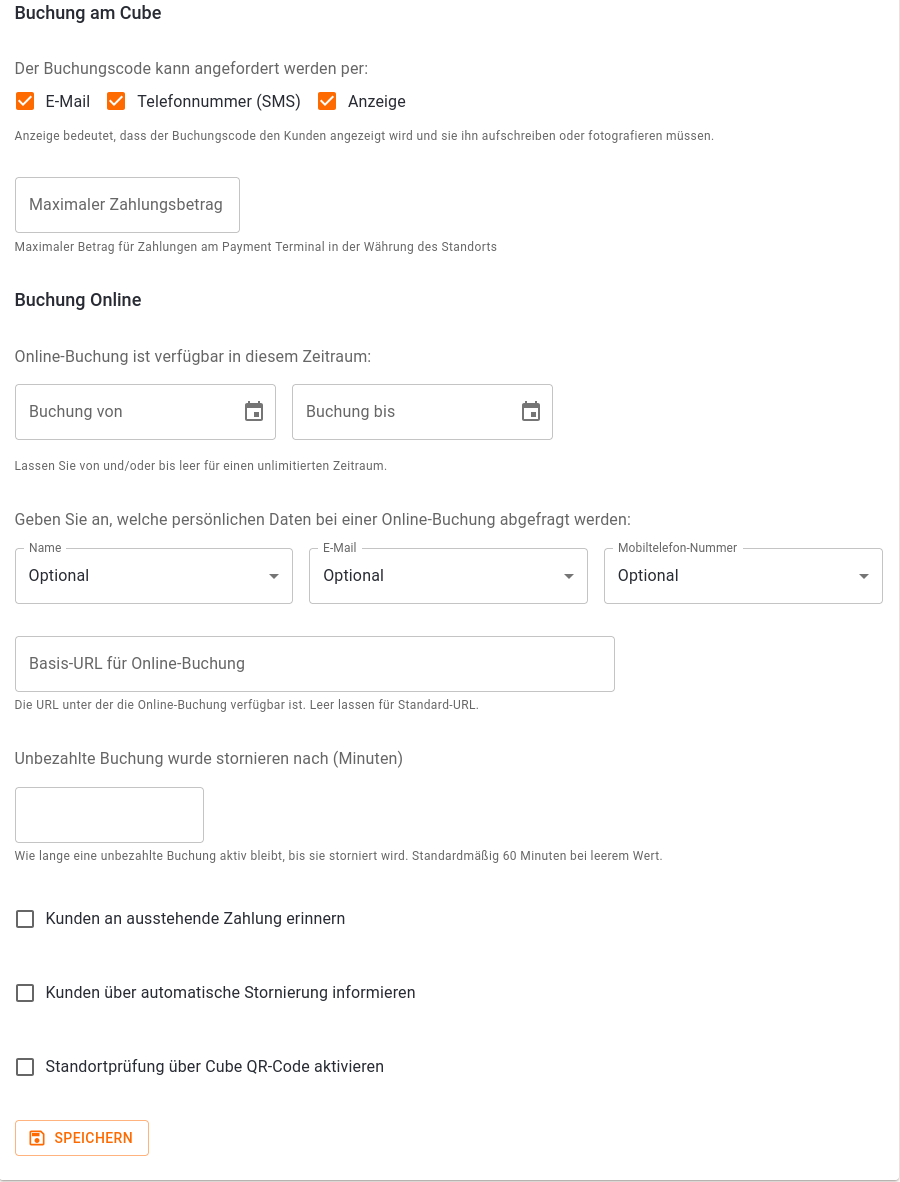 Buchung am Cube
Der Buchungscode kann angefordert werden per:
E-Mail Telefonnummer (SMS) Anzeige
Anzeige bedeutet, dass der Buchungscode den Kunden angezeigt wird und sie ihn aufschreiben oder fotografieren müssen.
Maximaler Zahlungsbetrag
Maximaler Betrag für Zahlungen am Payment Terminal in der Währung des Standorts
Buchung Online
Online-Buchung ist verfügbar in diesem Zeitraum:
Buchung von Buchung bis
Lassen Sie von und/oder bis leer für einen unlimitierten Zeitraum.
Geben Sie an, welche persönlichen Daten bei einer Online-Buchung abgefragt werden:
Name E-Mail Mobiltelefon-Nummer
Optional Optional Optional
Basis-URL für Online-Buchung
Die URL unter der die Online-Buchung verfügbar ist. Leer lassen für Standard-URL.
Unbezahlte Buchung wurde stornieren nach (Minuten)
Wie lange eine unbezahlte Buchung aktiv bleibt, bis sie storniert wird. Standardmäßig 60 Minuten bei leerem Wert.
Kunden an ausstehende Zahlung erinnern
Kunden über automatische Stornierung informieren
Standortprüfung über Cube QR-Code aktivieren
SPEICHERN